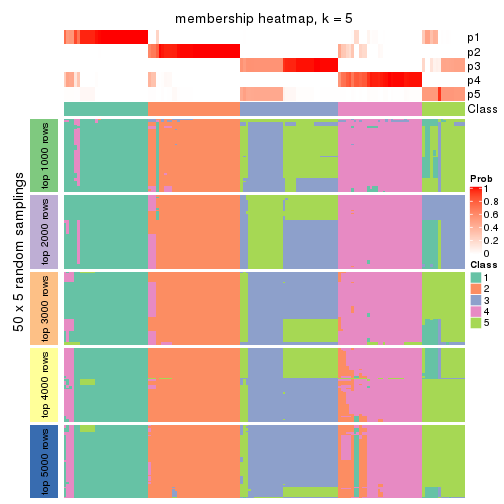 membership heatmap, k = 5
p1
p2
p3
p4
p5
Class
50 x 5 random samplings
top 1000 rows
top 2000 rows
top 3000 rows
top 4000 rows
top 5000 rows
Prob
1
0.8
0.6
0.4
0.2
0
Class
1
2
3
4
5